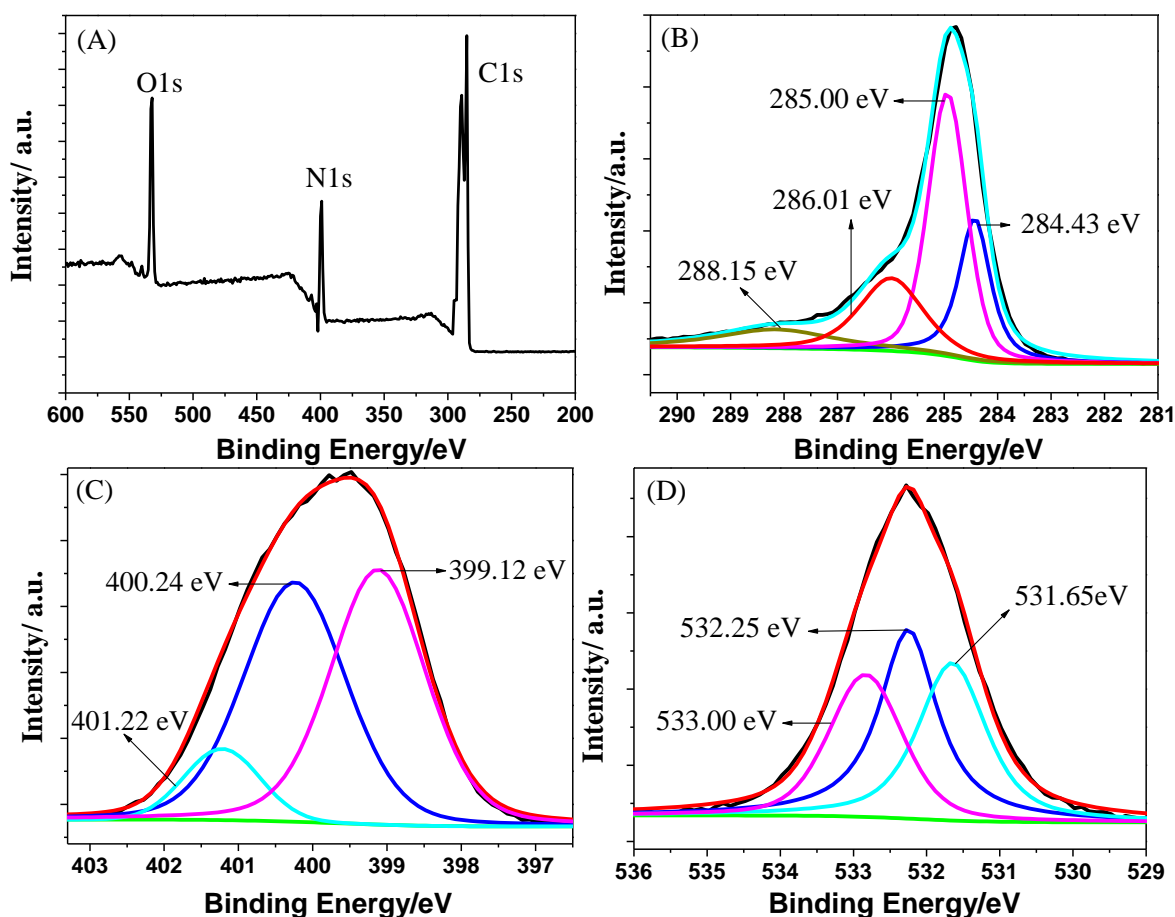 (A)
O1s
N1s
C1s
Intensity/ a.u.
600 550 500 450 400 350 300 250 200
Binding Energy/eV
(B)
285.00 eV
286.01 eV
284.43 eV
288.15 eV
Intensity/a.u.
290 289 288 287 286 285 284 283 282 281
Binding Energy/eV
(C)
400.24 eV
399.12 eV
401.22 eV
Intensity/ a.u.
403 402 401 400 399 398 397
Binding Energy/eV
(D)
531.65eV
532.25 eV
533.00 eV
Intensity/ a.u.
536 535 534 533 532 531 530 529
Binding Energy/eV